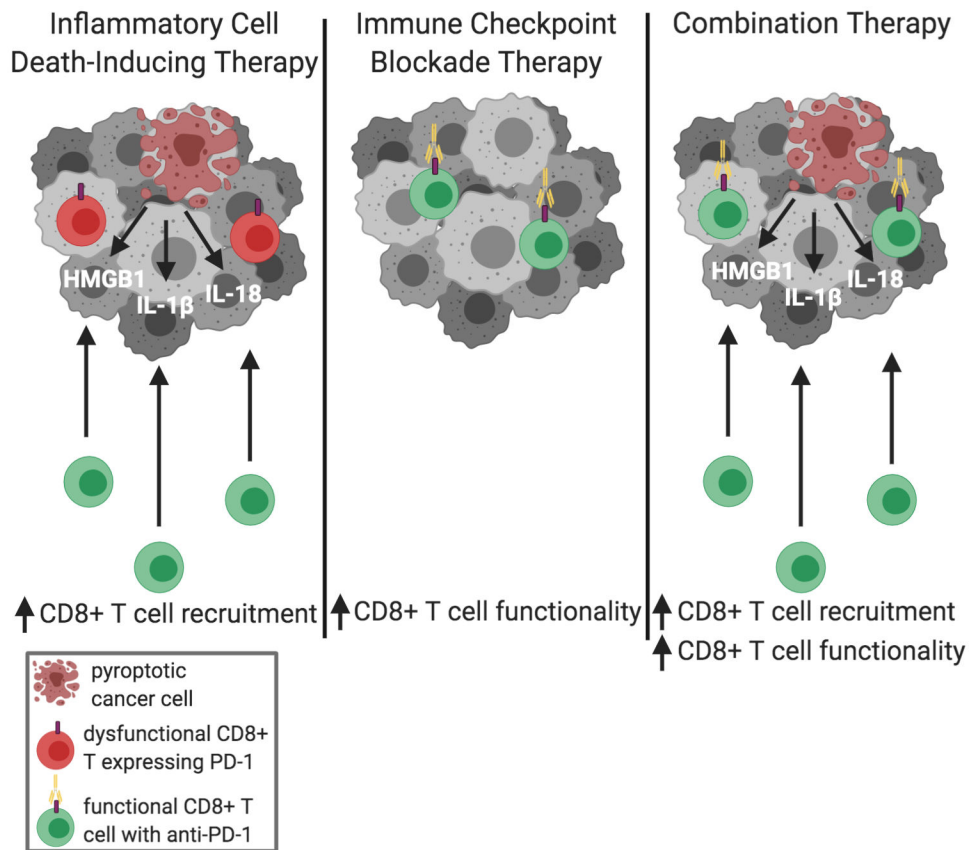 Inflammatory Cell
Death-Inducing Therapy
HMGB1
IL-1β
IL-18
CD8+ T cell recruitment
Immune Checkpoint
Blockade Therapy
CD8+ T cell functionality
Combination Therapy
HMGB1
IL-1β
IL-18
CD8+ T cell recruitment
CD8+ T cell functionality
pyroptotic
cancer cell
dysfunctional CD8+
T expressing PD-1
functional CD8+ T
cell with anti-PD-1